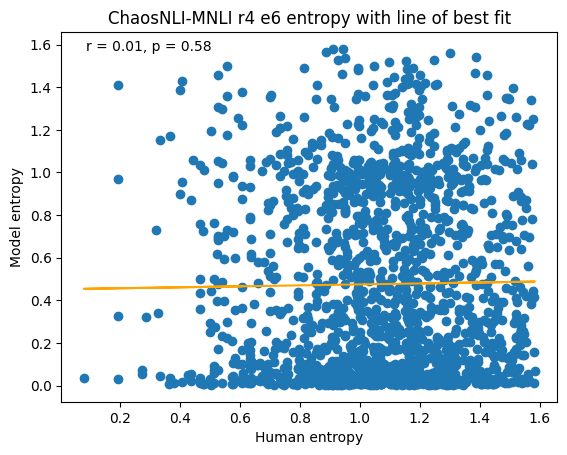 ChaosNLI-MNLI r4 e6 entropy with line of best fit
r = 0.01, p = 0.58
Model entropy
1.6
1.4
1.2
1.0
0.8
0.6
0.4
0.2
0.0
0.2 0.4 0.6 0.8 1.0 1.2 1.4 1.6
Human entropy